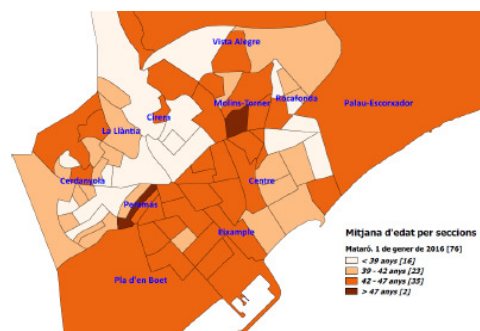 Vista Alegre
Molins-Torner
Rocafonda
Palau-Escorxador
Cirera
La Llàntia
Cerdanyola
Peramàs
Centre
Eixample
Pla d'en Boet
Mitjana d'edat per seccions
Mataró. 1 de gener de 2016 [76]
< 39 anys [16]
39 - 42 anys [23]
42 - 47 anys [35]
> 47 anys [2]